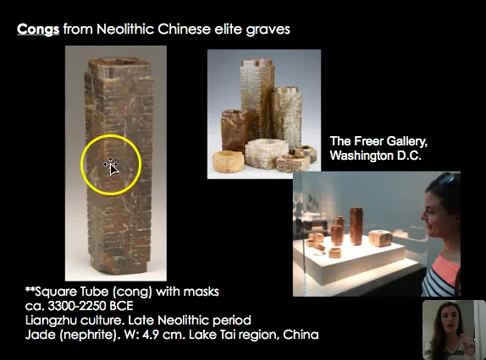 Congs from Neolithic Chinese elite graves
The Freer Gallery,
Washington D.C.
**Square Tube (cong) with masks
ca. 3300-2250 BCE
Liangzhu culture. Late Neolithic period
Jade (nephrite). W: 4.9 cm. Lake Tai region, China